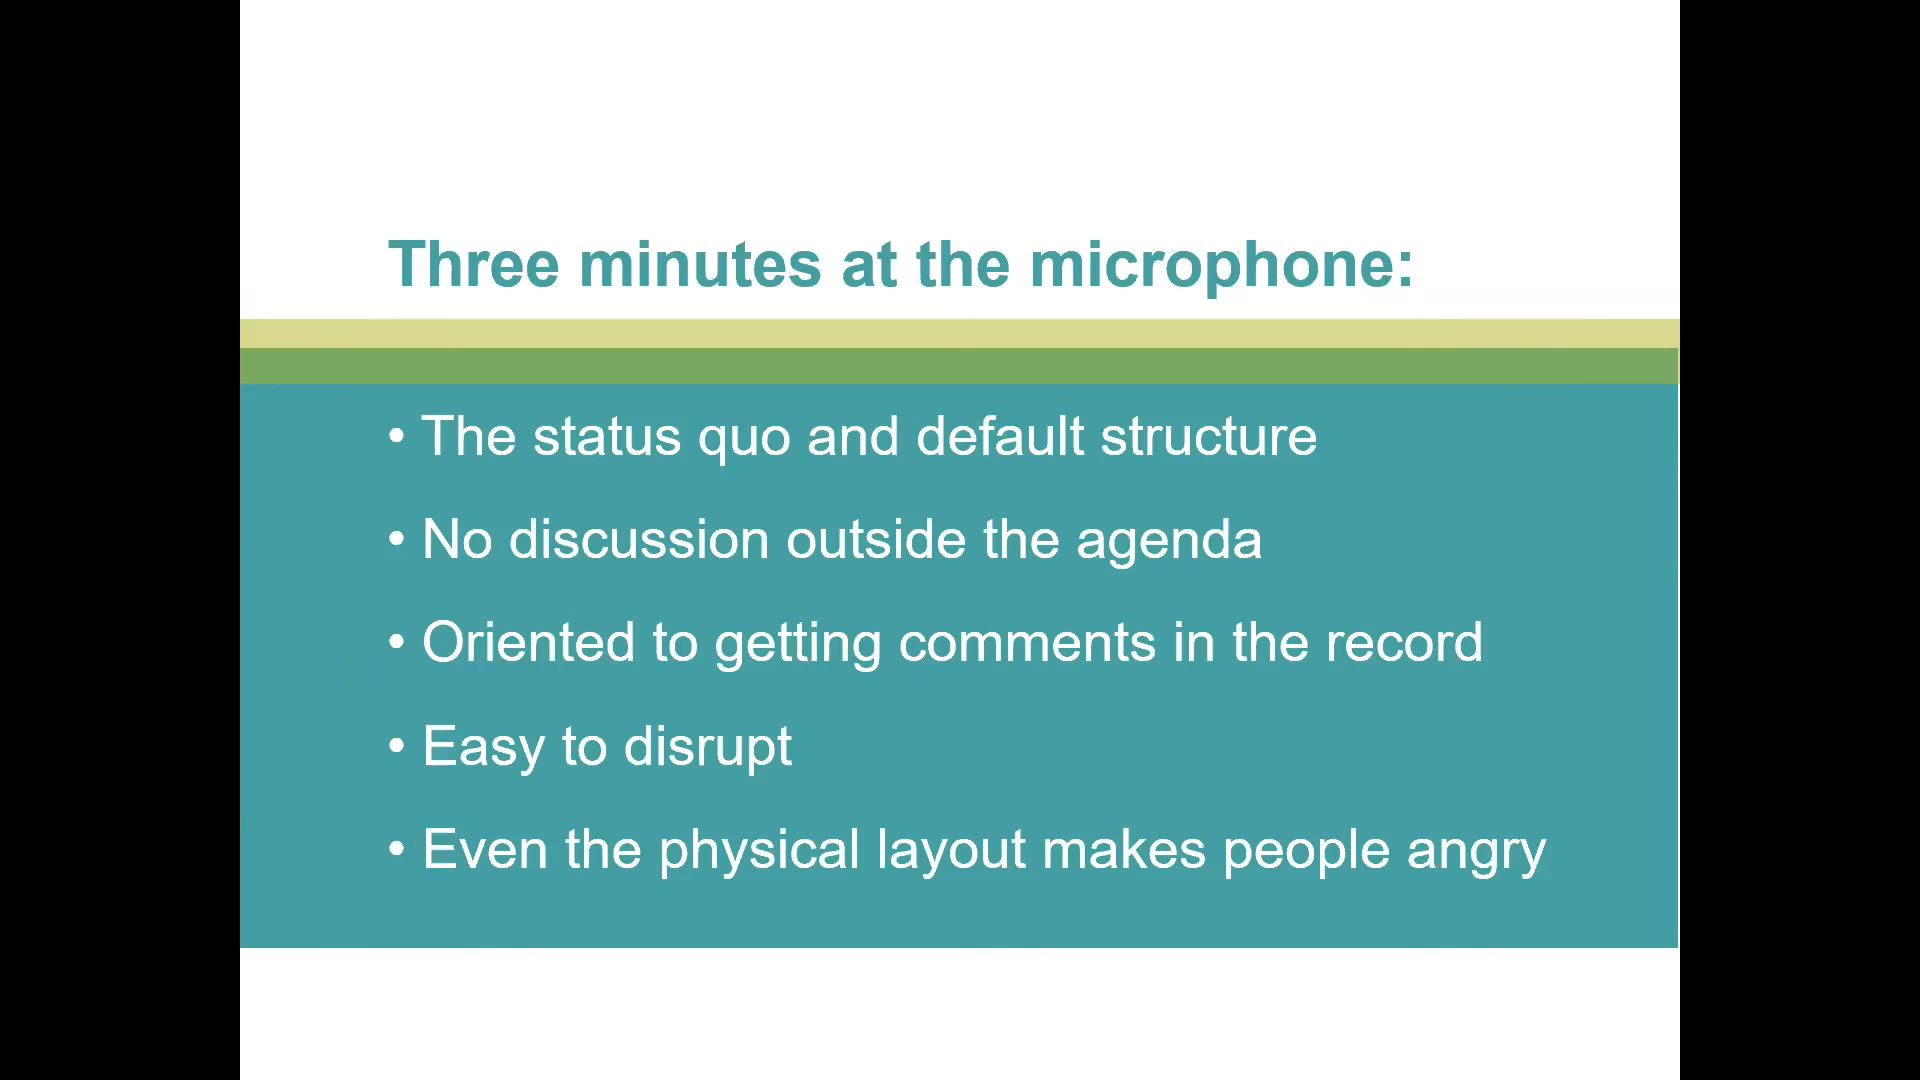 Three minutes at the microphone:
• The status quo and default structure
• No discussion outside the agenda
• Oriented to getting comments in the record
• Easy to disrupt
• Even the physical layout makes people angry